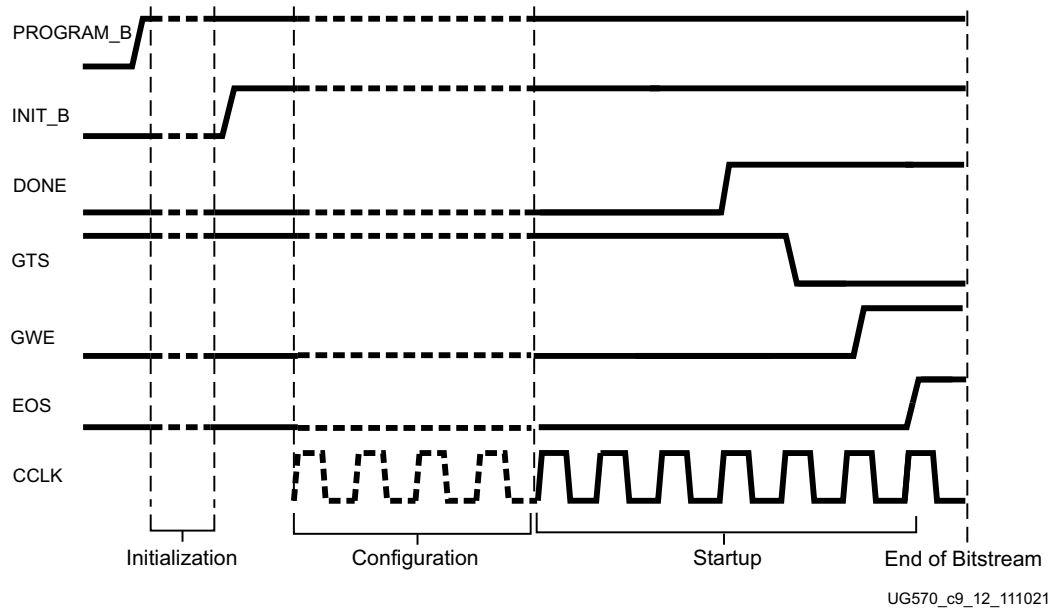 PROGRAM_B
INIT_B
DONE
GTS
GWE
EOS
CCLK
Initialization
Configuration
Startup
End of Bitstream
UG570_c9_12_111021